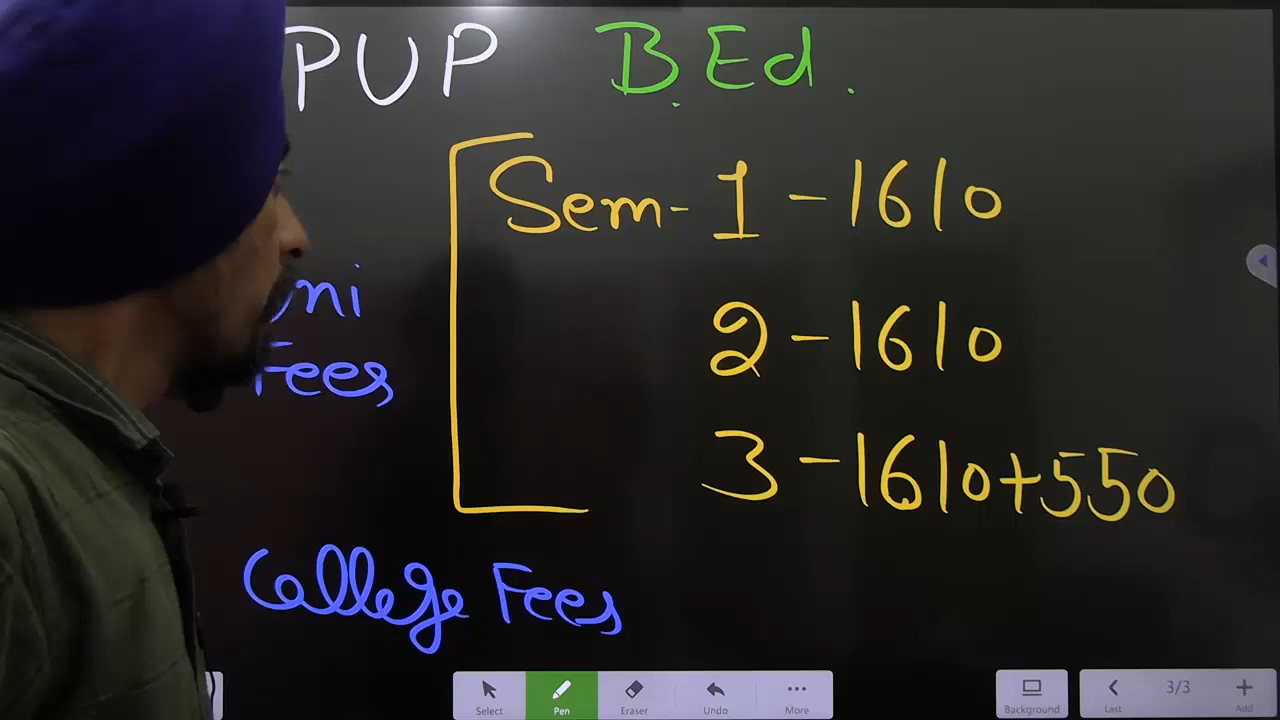 PUP B.Ed.
Sem-1 - 1610
2 - 1610
3 - 1610+550
Fees
College Fees
Select
Pen
Eraser
Undo
More
Background
Last
3/3
Add